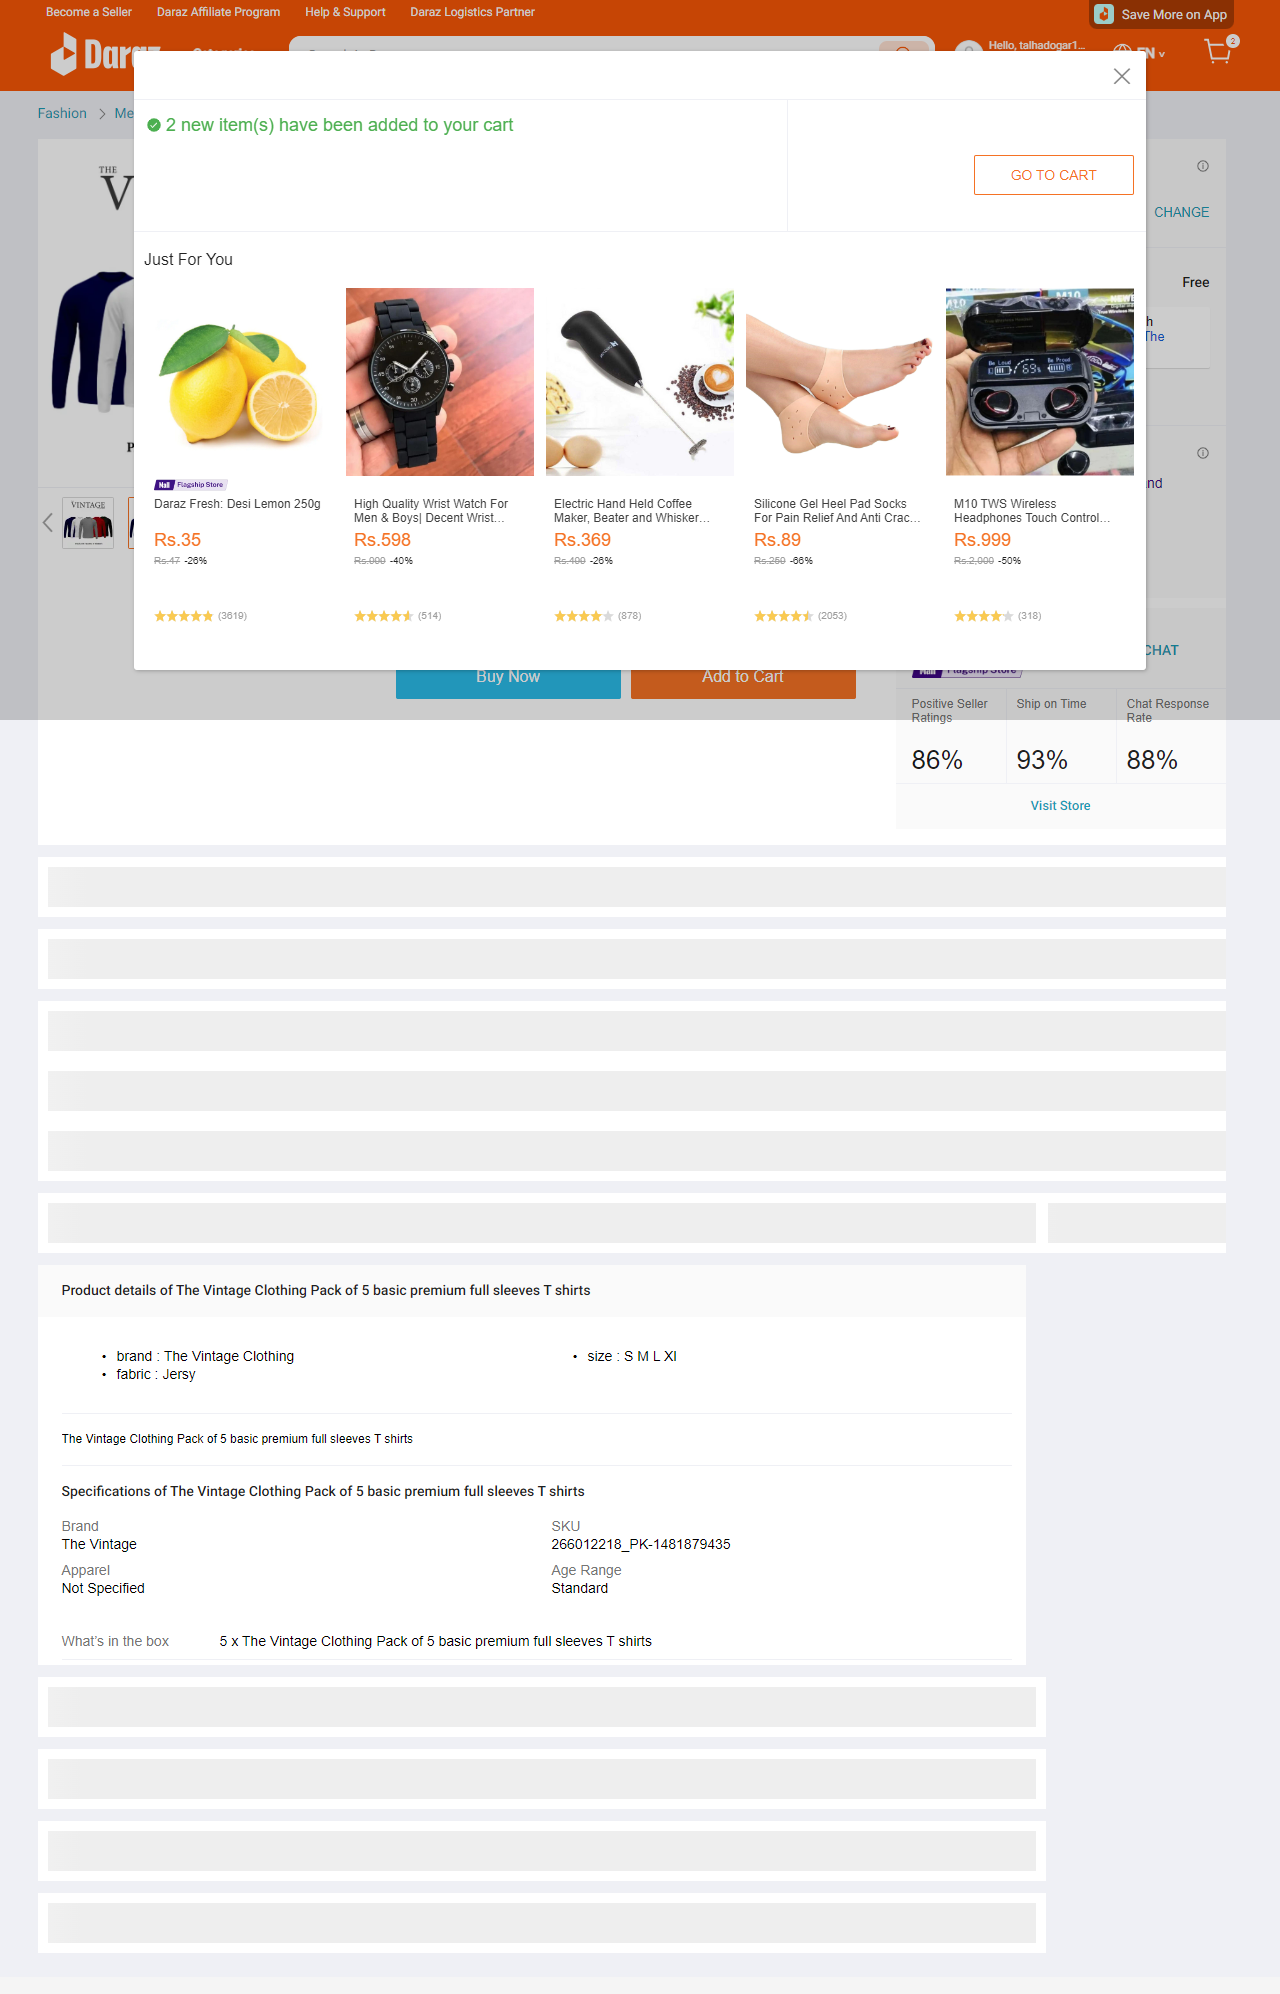 Become a Seller
Daraz Affiliate Program
Help & Support
Daraz Logistics Partner
Save More on App
Daraz
Hello, talhadogar1...
EN
2
Fashion
Me
2 new item(s) have been added to your cart
GO TO CART
THE
V
CHANGE
Just For You
Free
The
P
VINTAGE
Mall Flagship Store
Daraz Fresh: Desi Lemon 250g
Rs.35
Rs.47 -26%
(3619)
High Quality Wrist Watch For
Men & Boys| Decent Wrist...
Rs.598
Rs.999 -40%
(514)
Electric Hand Held Coffee
Maker, Beater and Whisker...
Rs.369
Rs.499 -26%
(878)
Silicone Gel Heel Pad Socks
For Pain Relief And Anti Crac...
Rs.89
Rs.260 -66%
(2053)
M10
M10 TWS Wireless
Headphones Touch Control...
Rs.999
Rs.2,000 -50%
(318)
CHAT
Buy Now
Add to Cart
Mall Flagship Store
Positive Seller
Ratings
86%
Ship on Time
93%
Chat Response
Rate
88%
Visit Store
Product details of The Vintage Clothing Pack of 5 basic premium full sleeves T shirts
• brand : The Vintage Clothing
• size : S M L Xl
• fabric : Jersy
The Vintage Clothing Pack of 5 basic premium full sleeves T shirts
Specifications of The Vintage Clothing Pack of 5 basic premium full sleeves T shirts
Brand
The Vintage
SKU
266012218_PK-1481879435
Apparel
Not Specified
Age Range
Standard
What's in the box
5 x The Vintage Clothing Pack of 5 basic premium full sleeves T shirts